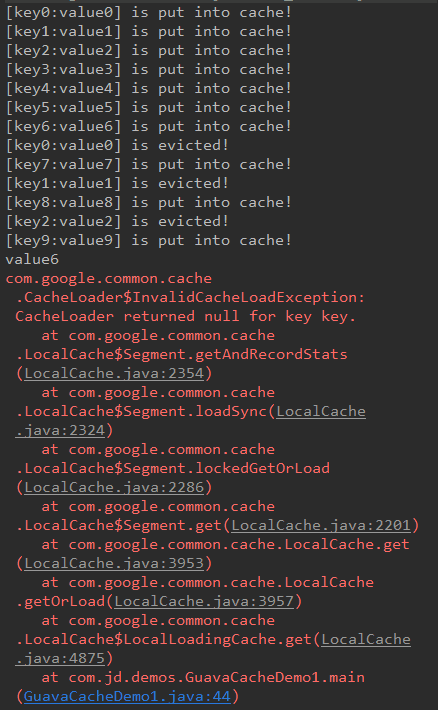 [key0:value0] is put into cache!
[key1:value1] is put into cache!
[key2:value2] is put into cache!
[key3:value3] is put into cache!
[key4:value4] is put into cache!
[key5:value5] is put into cache!
[key6:value6] is put into cache!
[key0:value0] is evicted!
[key7:value7] is put into cache!
[key1:value1] is evicted!
[key8:value8] is put into cache!
[key2:value2] is evicted!
[key9:value9] is put into cache!
value6
com.google.common.cache
.CacheLoader$InvalidCacheLoadException:
CacheLoader returned null for key key.
at com.google.common.cache
.LocalCache$Segment.getAndRecordStats
(LocalCache.java:2354)
at com.google.common.cache
.LocalCache$Segment.loadSync(LocalCache
.java:2324)
at com.google.common.cache
.LocalCache$Segment.lockedGetOrLoad
(LocalCache.java:2286)
at com.google.common.cache
.LocalCache$Segment.get(LocalCache.java:2201)
at com.google.common.cache.LocalCache.get
(LocalCache.java:3953)
at com.google.common.cache.LocalCache
.getOrLoad(LocalCache.java:3957)
at com.google.common.cache
.LocalCache$LocalLoadingCache.get(LocalCache
.java:4875)
at com.jd.demos.GuavaCacheDemo1.main
(GuavaCacheDemo1.java:44)